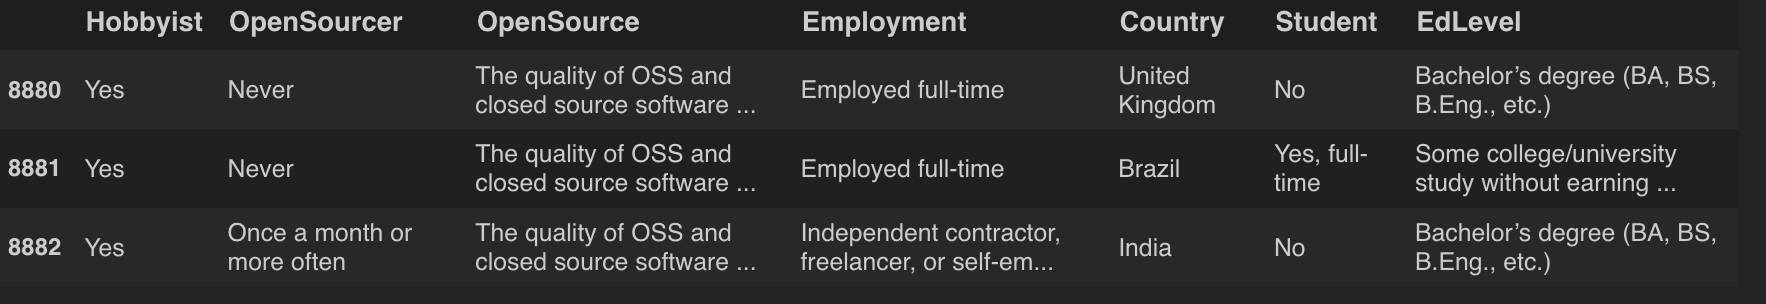 Hobbyist OpenSourcer OpenSource Employment Country Student EdLevel
8880 Yes Never The quality of OSS and closed source software ... Employed full-time United Kingdom No Bachelor’s degree (BA, BS, B.Eng., etc.)
8881 Yes Never The quality of OSS and closed source software ... Employed full-time Brazil Yes, full-time Some college/university study without earning ...
8882 Yes Once a month or more often The quality of OSS and closed source software ... Independent contractor, freelancer, or self-em... India No Bachelor’s degree (BA, BS, B.Eng., etc.)